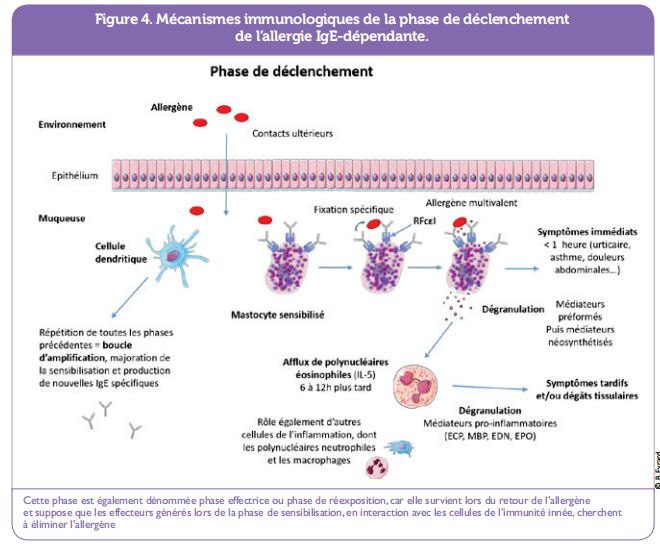 Figure 4. Mécanismes immunologiques de la phase de déclenchement
de l'allergie IgE-dépendante.
Phase de déclenchement
Allergène
Environnement
Contacts ultérieurs
Epithélium
Allergène multivalent
Fixation spécifique
Muqueuse
RFcεI
Symptômes immédiats
< 1 heure (urticaire,
asthme, douleurs
abdominales...)
Cellule
dendritique
Mastocyte sensibilisé
Dégranulation
Médiateurs
préformés
Puis médiateurs
néosynthétisés
Répétition de toutes les phases
précédentes = boucle
d'amplification, majoration de
la sensibilisation et production
de nouvelles IgE spécifiques
Afflux de polynucléaires
éosinophiles (IL-5)
6 à 12h plus tard
Symptômes tardifs
et/ou dégâts tissulaires
Dégranulation
Médiateurs pro-inflammatoires
(ECP, MBP, EDN, EPO)
Rôle également d'autres
cellules de l'inflammation, dont
les polynucléaires neutrophiles
et les macrophages
Cette phase est également dénommée phase effectrice ou phase de réexposition, car elle survient lors du retour de l'allergène
et suppose que les effecteurs générés lors de la phase de sensibilisation, en interaction avec les cellules de l'immunité innée, cherchent
à éliminer l'allergène